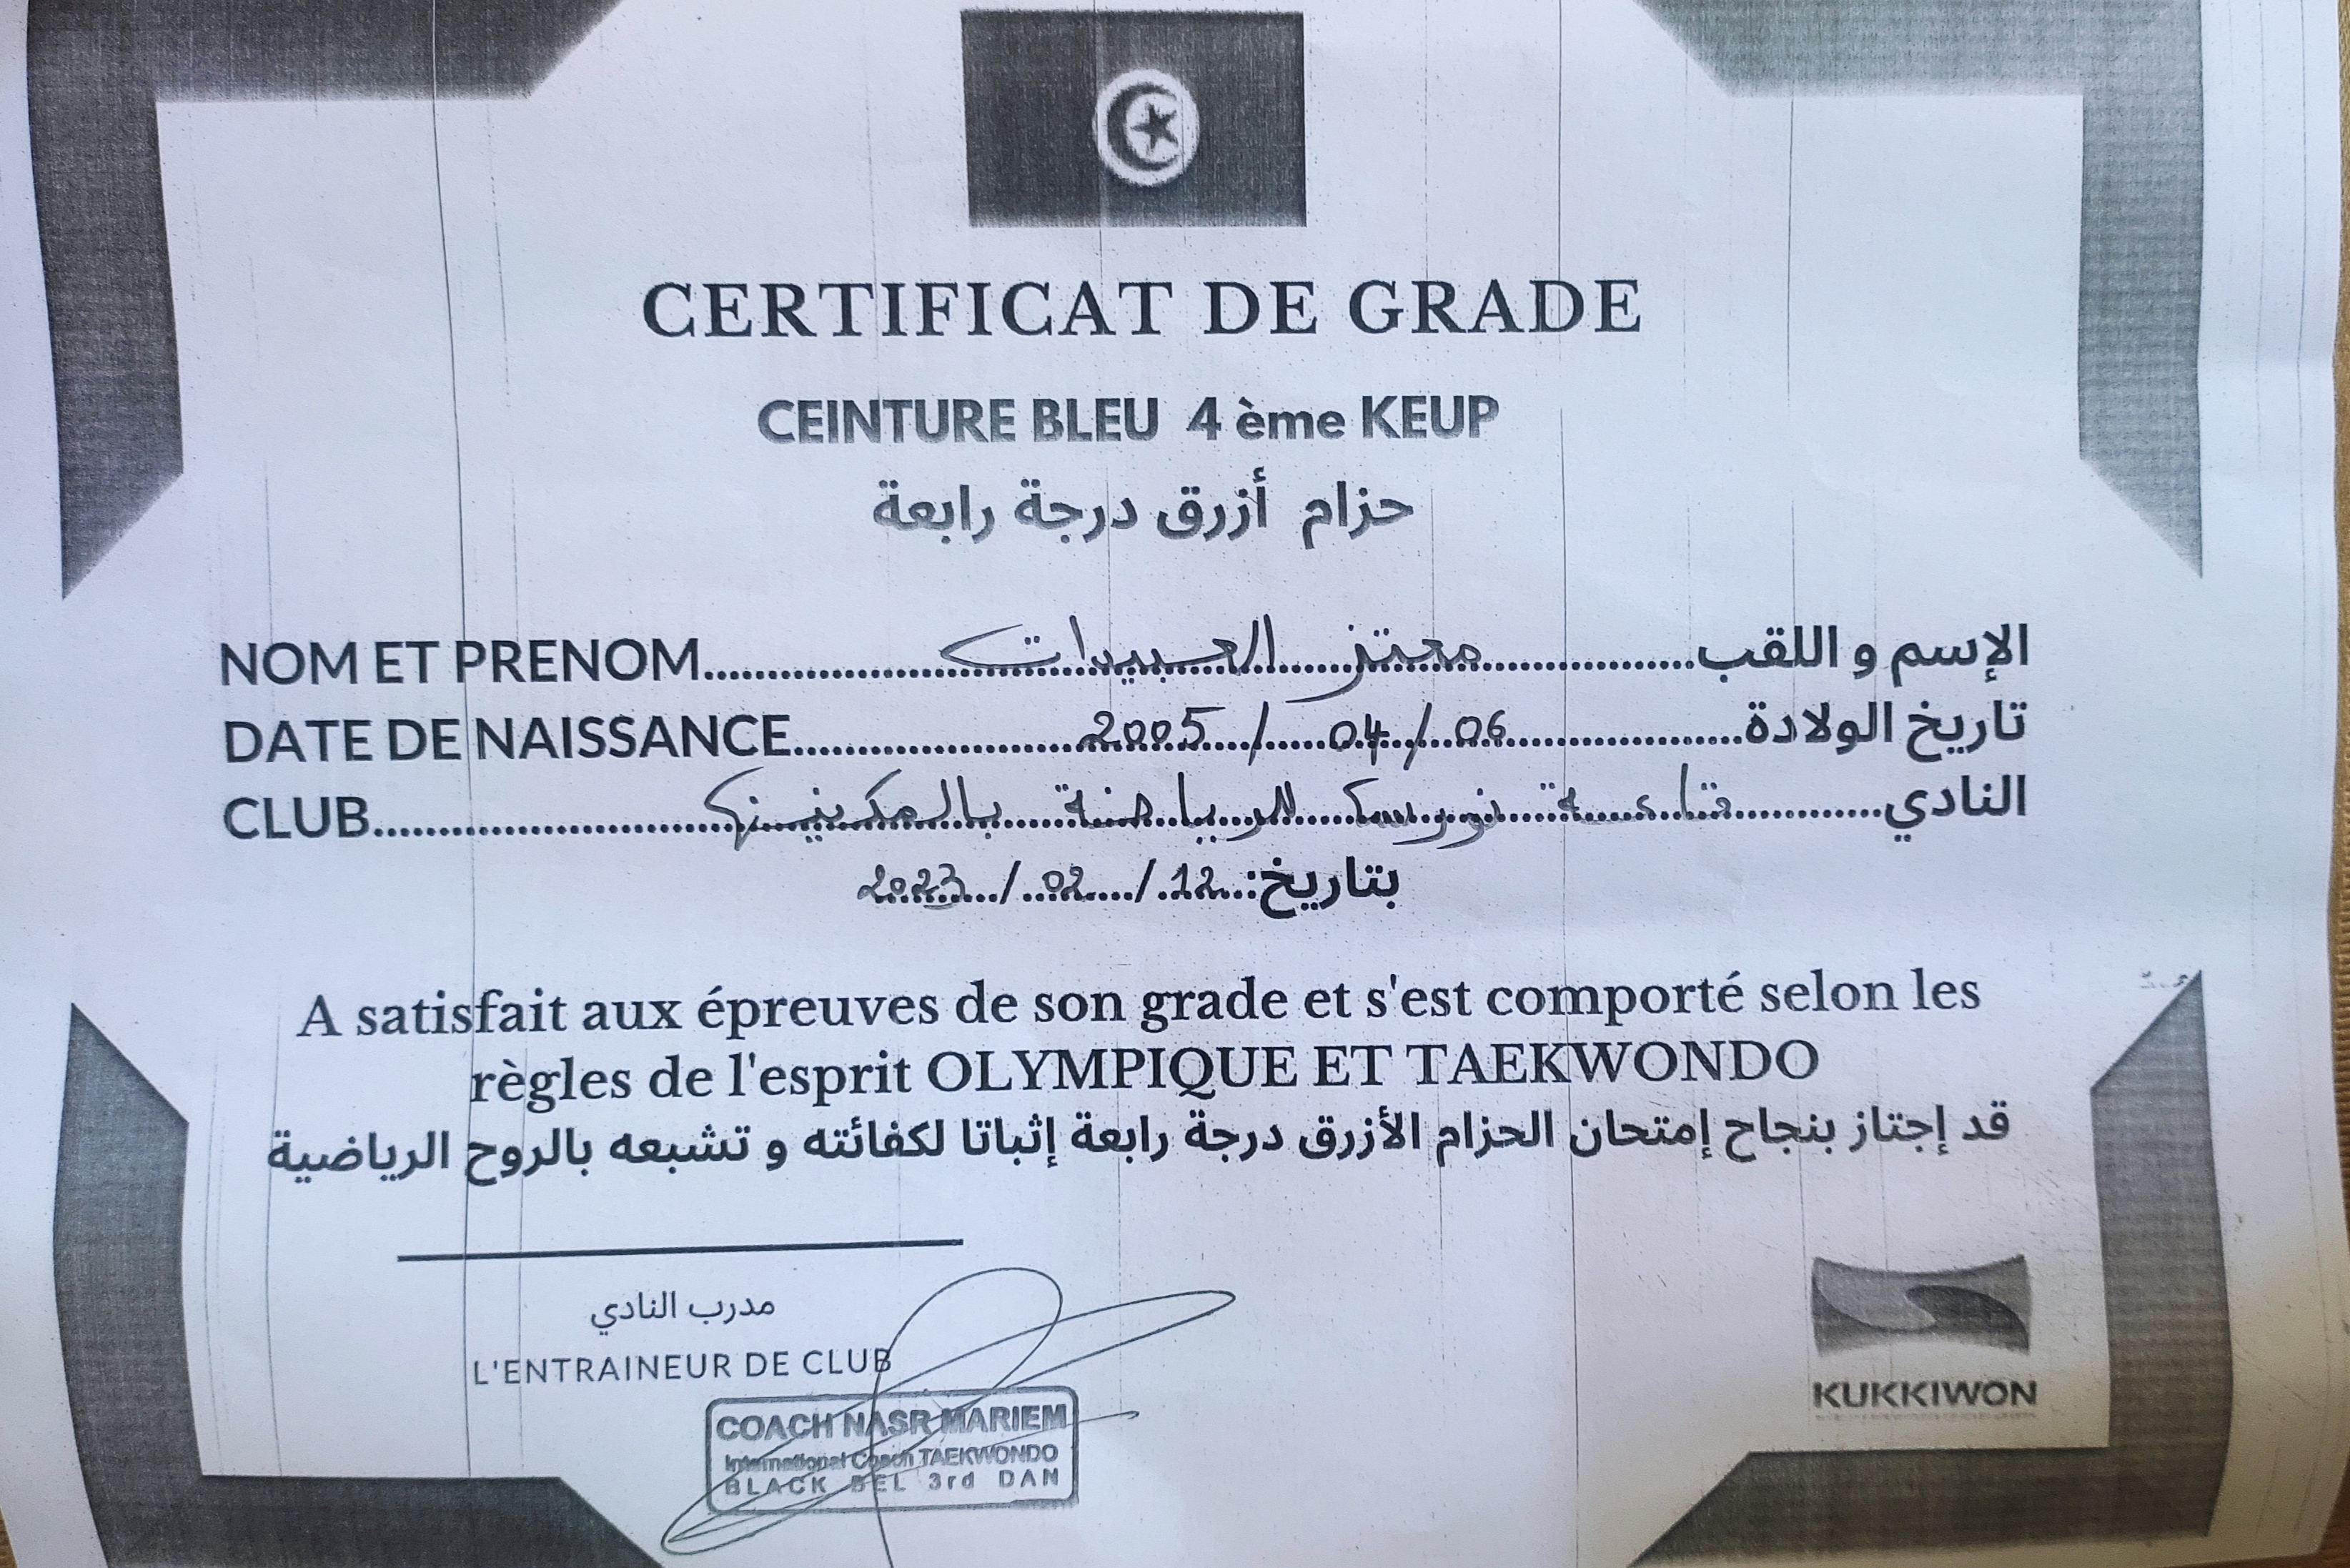 CERTIFICAT DE GRADE
CEINTURE BLEU 4 ème KEUP
حزام أزرق درجة رابعة
NOM ET PRENOM......معتز العبيدات......الإسم و اللقب
DATE DE NAISSANCE......2005/04/06......تاريخ الولادة
CLUB......قاعة نورس للرياضة بالمكنين......النادي
بتاريخ:12/02/2023
A satisfait aux épreuves de son grade et s'est comporté selon les
règles de l'esprit OLYMPIQUE ET TAEKWONDO
قد إجتاز بنجاح إمتحان الحزام الأزرق درجة رابعة إثباتا لكفائته و تشبعه بالروح الرياضية
مدرب النادي
L'ENTRAINEUR DE CLUB
COACH NASR MARIEM
International Coach TAEKWONDO
BLACK BEL 3rd DAN
KUKKIWON